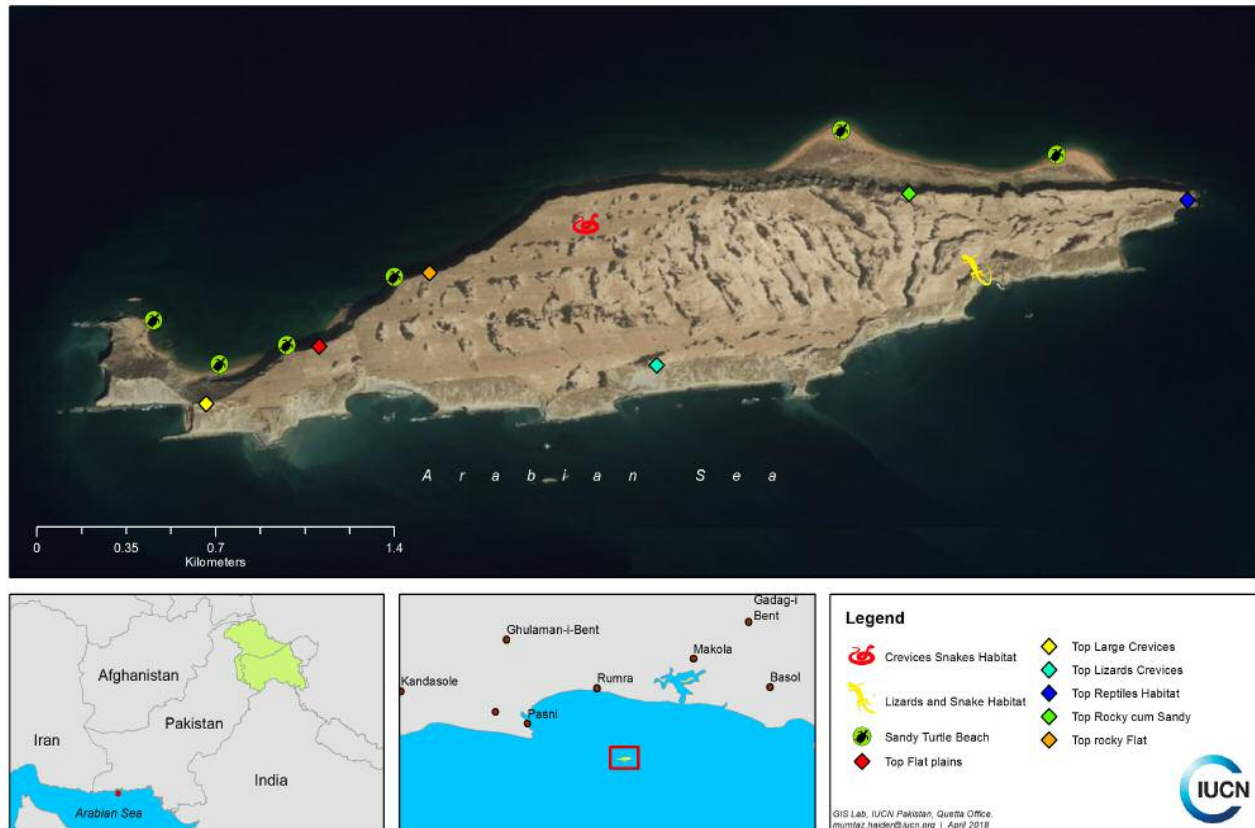 A r a b i a n S e a
0 0.35 0.7 1.4
Kilometers
Afghanistan
Pakistan
Iran
India
Arabian Sea
Gadag-i
Bent
Ghulaman-i-Bent
Makola
Kandasole
Rumra
Basol
Pasni
Legend
Crevices Snakes Habitat
Lizards and Snake Habitat
Sandy Turtle Beach
Top Flat plains
Top Large Crevices
Top Lizards Crevices
Top Reptiles Habitat
Top Rocky cum Sandy
Top rocky Flat
IUCN
GIS Lab, IUCN Pakistan, Quetta Office.
mumtaz.haider@iucn.org | April 2018